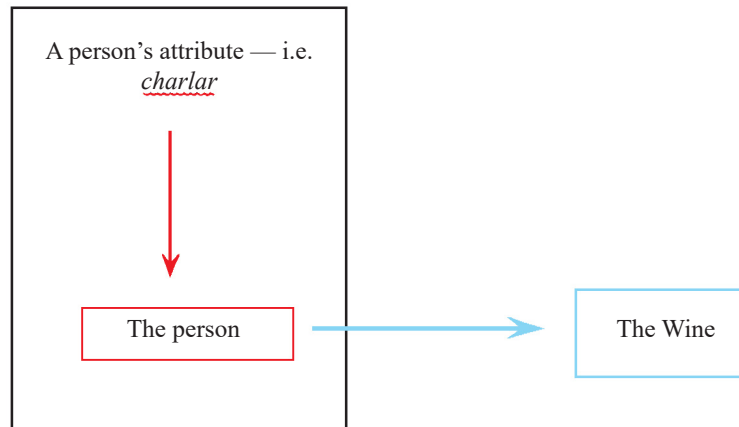 A person’s attribute — i.e.
charlar
The person
The Wine